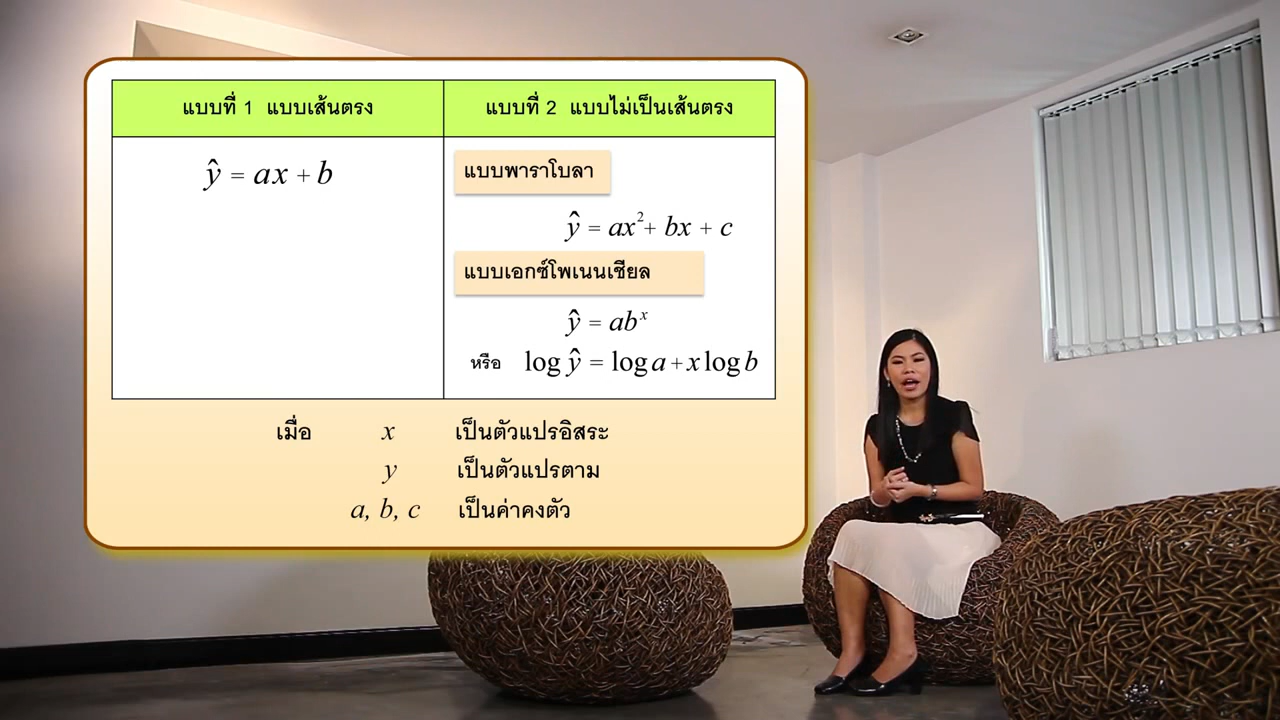 แบบที่ 1 แบบเส้นตรง
แบบที่ 2 แบบไม่เป็นเส้นตรง
ŷ = ax + b
แบบพาราโบลา
ŷ = ax² + bx + c
แบบเอกซ์โพเนนเชียล
ŷ = abˣ
หรือ log ŷ = log a + x log b
เมื่อ x เป็นตัวแปรอิสระ
y เป็นตัวแปรตาม
a, b, c เป็นค่าคงตัว